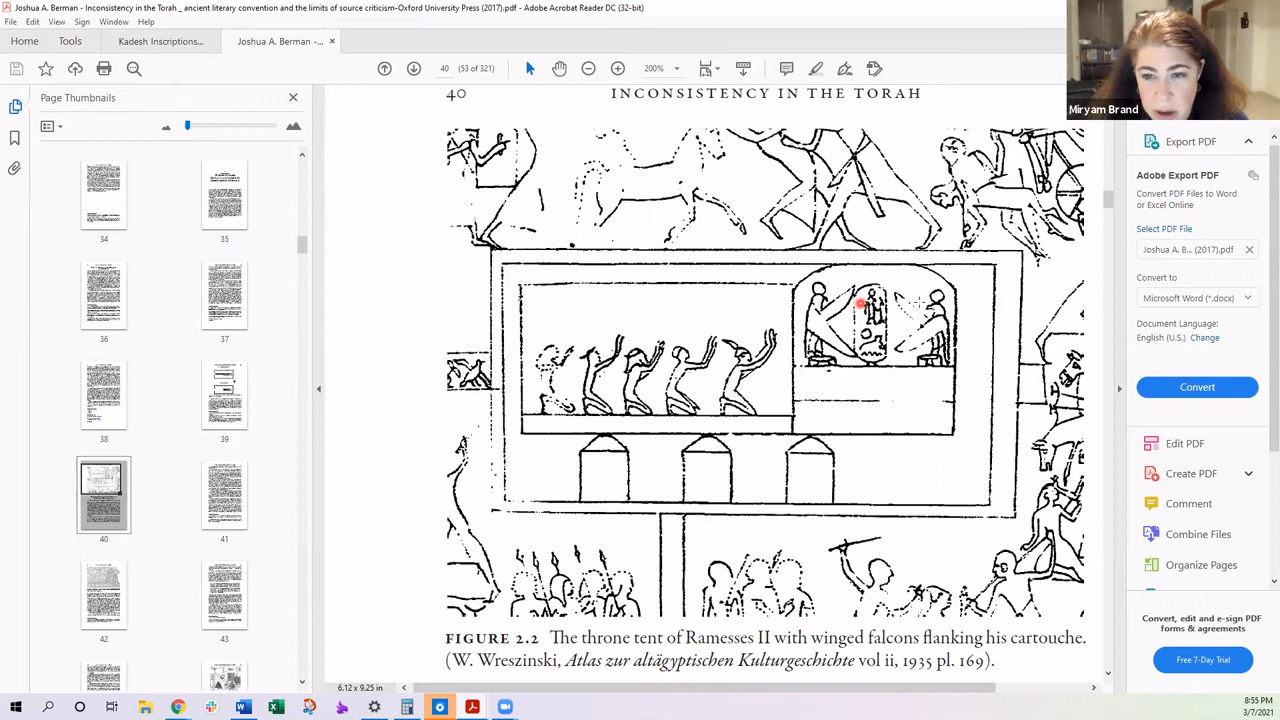 Joshua A. Berman - Inconsistency in the Torah _ ancient literary convention and the limits of source criticism-Oxford University Press (2017).pdf - Adobe Acrobat Reader DC (32-bit)
File Edit View Sign Window Help
Home Tools Kadesh Inscriptions... Joshua A. Berman -...
40 (53 of 321) 200%
Miryam Brand
Page Thumbnails
34 35
36 37
38 39
40 41
42 43
40 INCONSISTENCY IN THE TORAH
The throne tent of Ramesses II with winged falcons flanking his cartouche.
(W. Wreszinski, Atlas zur altägyptischen Kulturgeschichte vol ii, 1935 pl. 169).
6.12 x 9.25 in
Export PDF
Adobe Export PDF
Convert PDF Files to Word
or Excel Online
Select PDF File
Joshua A. B... (2017).pdf
Convert to
Microsoft Word (*.docx)
Document Language:
English (U.S.) Change
Convert
Edit PDF
Create PDF
Comment
Combine Files
Organize Pages
Convert, edit and e-sign PDF
forms & agreements
Free 7-Day Trial
8:55 PM
3/7/2021